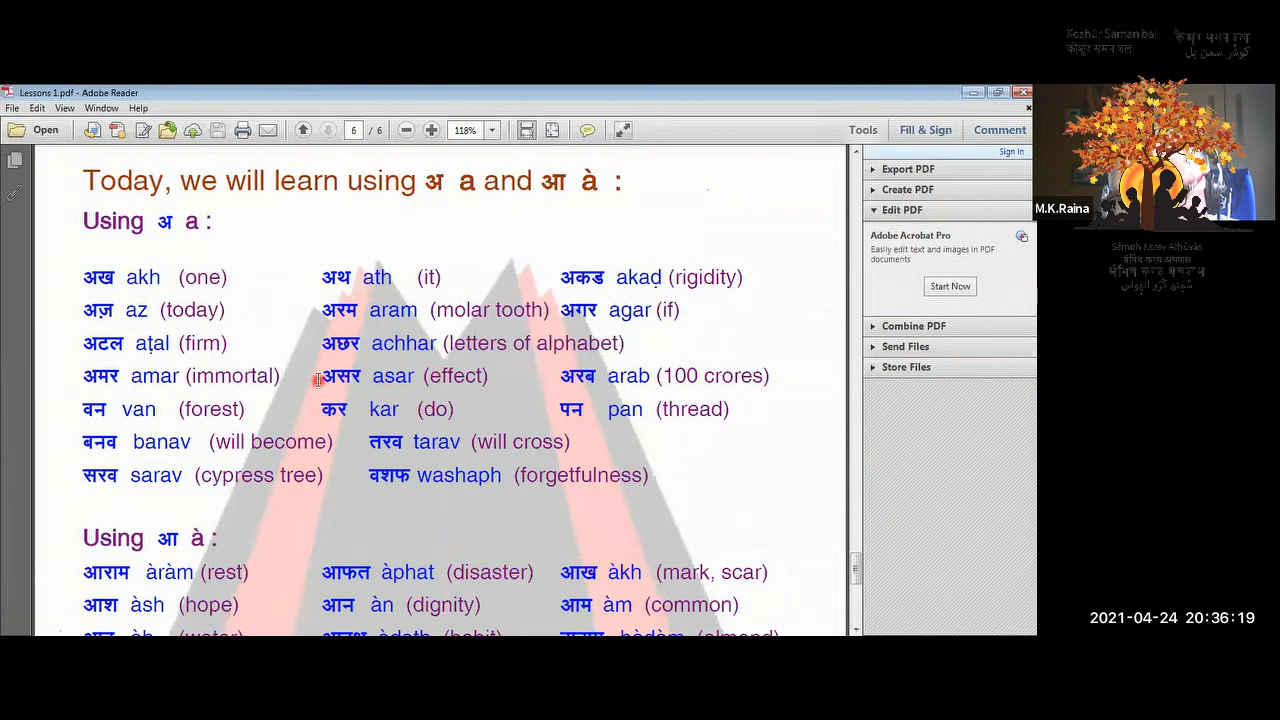 Koshür Saman bal
कॊशुर समन बल
كوٚشُر سمن بل
Lessons 1.pdf - Adobe Reader
File Edit View Window Help
Open 6 / 6 118% Tools Fill & Sign Comment
Sign In
Export PDF
Create PDF
Edit PDF
Adobe Acrobat Pro
Easily edit text and images in PDF
documents
Start Now
Combine PDF
Send Files
Store Files
Today, we will learn using अ a and आ à :
Using अ a :
अख akh (one) अथ ath (it) अकड akaḍ (rigidity)
अज़ az (today) अरम aram (molar tooth) अगर agar (if)
अटल aṭal (firm) अछर achhar (letters of alphabet)
अमर amar (immortal) असर asar (effect) अरब arab (100 crores)
वन van (forest) कर kar (do) पन pan (thread)
बनव banav (will become) तरव tarav (will cross)
सरव sarav (cypress tree) वशफ washaph (forgetfulness)
Using आ à :
आराम àràm (rest) आफत àphat (disaster) आख àkh (mark, scar)
आश àsh (hope) आन àn (dignity) आम àm (common)
M.K.Raina
2021-04-24 20:36:19